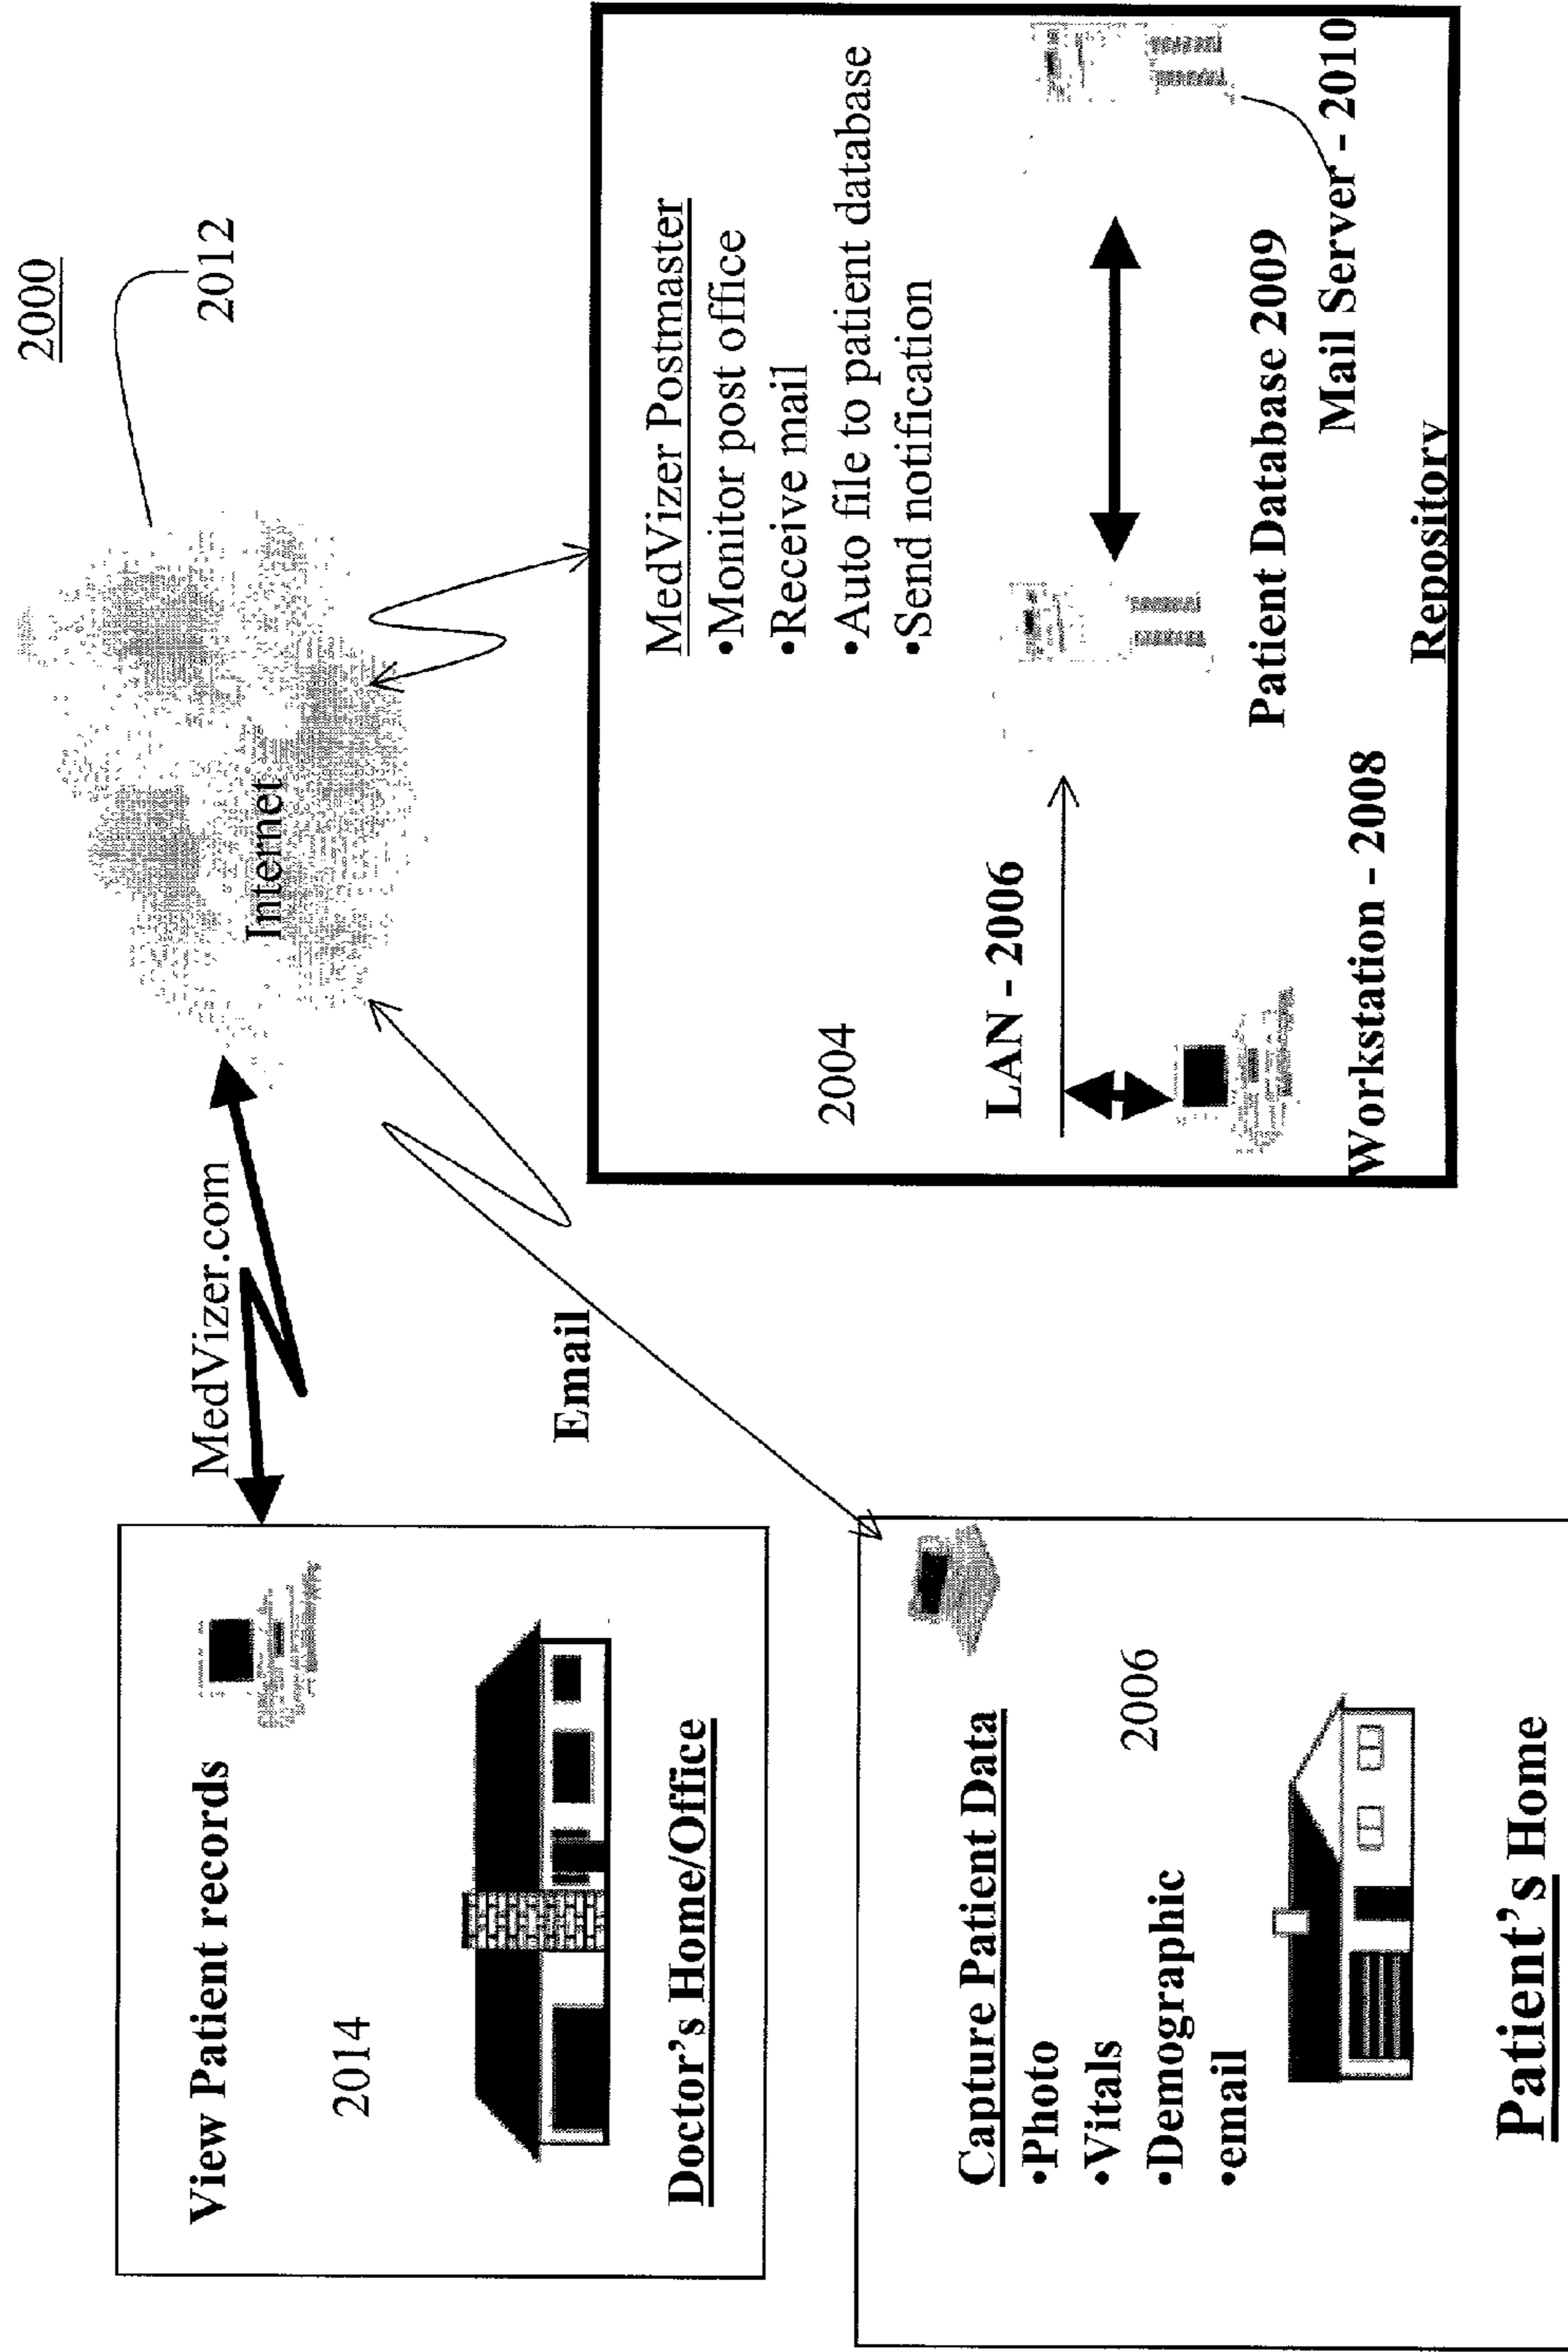 2000
2012
Internet
MedVizer.com
View Patient records
2014
Doctor's Home/Office
Email
Capture Patient Data
•Photo
•Vitals
•Demographic
•email
2006
Patient's Home
MedVizer Postmaster
•Monitor post office
•Receive mail
•Auto file to patient database
•Send notification
2004
LAN - 2006
Workstation - 2008
Patient Database 2009
Mail Server - 2010
Repository